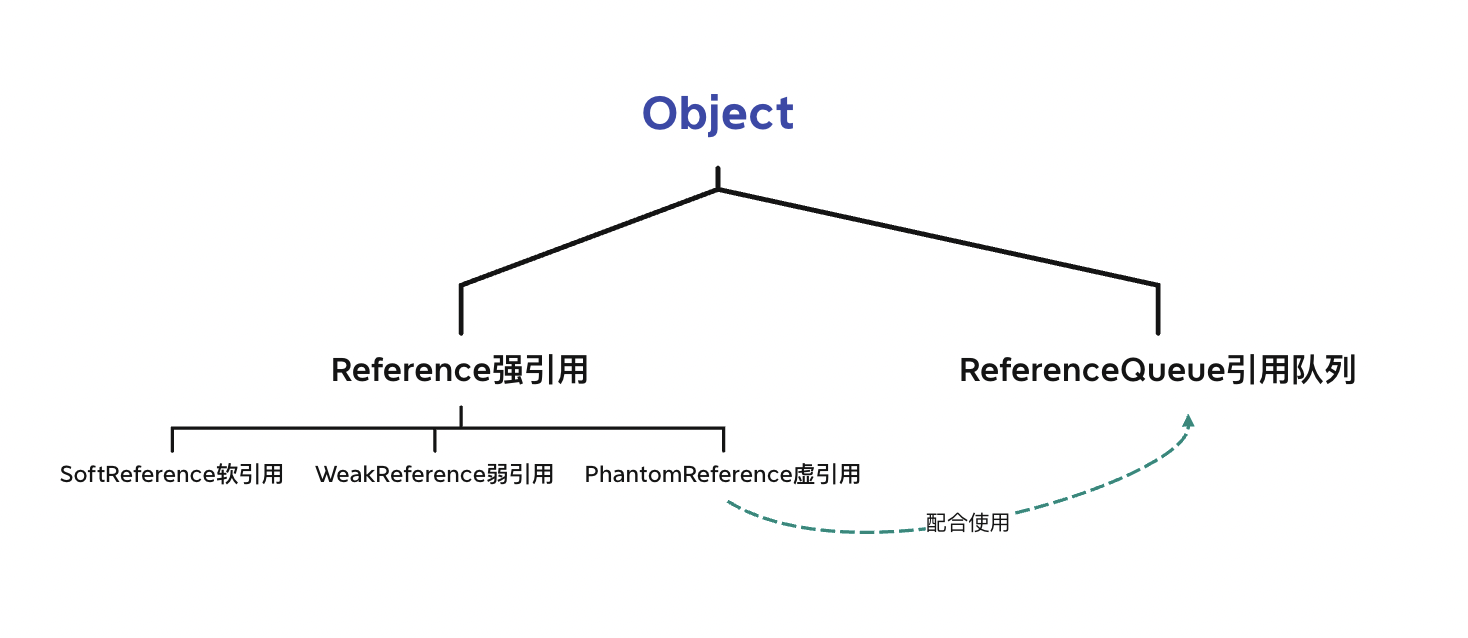 Object
Reference强引用
ReferenceQueue引用队列
SoftReference软引用
WeakReference弱引用
PhantomReference虚引用
配合使用